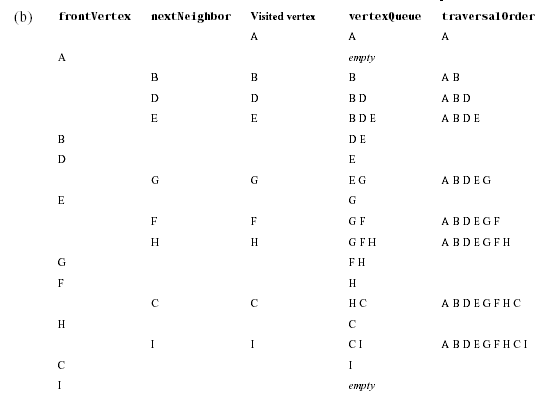 (b) frontVertex nextNeighbor Visited vertex vertexQueue traversalOrder
A A A
A empty
B B B A B
D D B D A B D
E E B D E A B D E
B D E
D E
G G E G A B D E G
E G
F F G F A B D E G F
H H G F H A B D E G F H
G F H
F H
C C H C A B D E G F H C
H C
I I C I A B D E G F H C I
C I
I empty